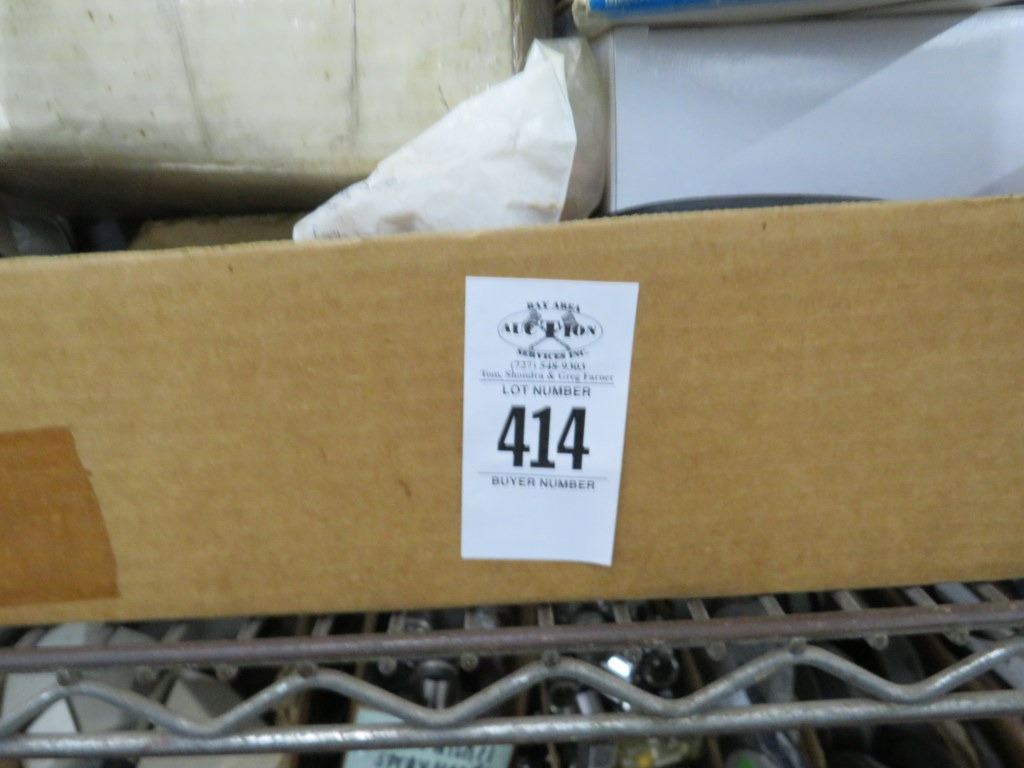 BAY AREA
AUCTION
SERVICES INC.
(727) 548-9303
Tom, Shondra & Greg Farner
LOT NUMBER
414
BUYER NUMBER